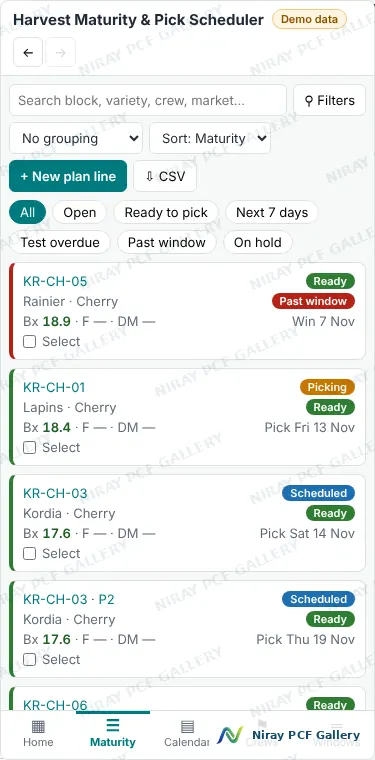 Harvest Maturity & Pick Scheduler Demo data
← →
Search block, variety, crew, market... Filters
No grouping Sort: Maturity
+ New plan line ⇩ CSV
All Open Ready to pick Next 7 days
Test overdue Past window On hold
KR-CH-05 Ready
Rainier · Cherry Past window
Bx 18.9 · F — · DM — Win 7 Nov
Select
KR-CH-01 Picking
Lapins · Cherry Ready
Bx 18.4 · F — · DM — Pick Fri 13 Nov
Select
KR-CH-03 Scheduled
Kordia · Cherry Ready
Bx 17.6 · F — · DM — Pick Sat 14 Nov
Select
KR-CH-03 · P2 Scheduled
Kordia · Cherry Ready
Bx 17.6 · F — · DM — Pick Thu 19 Nov
Select
KR-CH-06 Ready
Home Maturity Calendar Crews Windows
Niray PCF Gallery
NIRAY PCF GALLERY